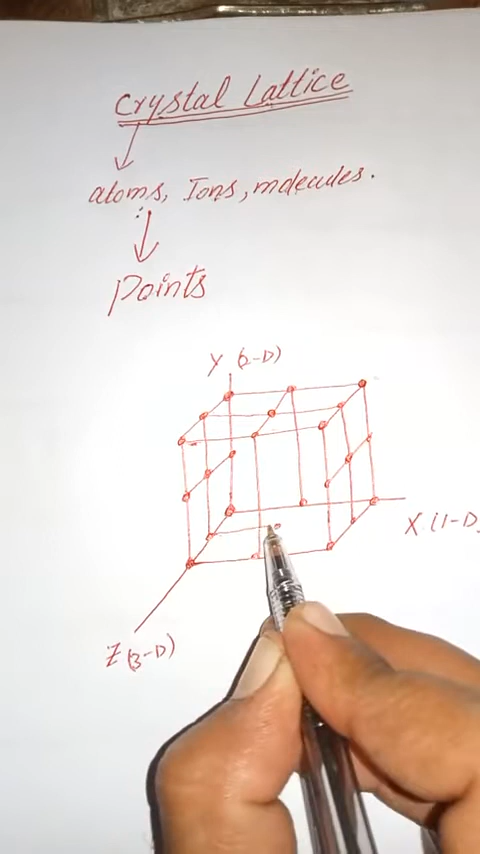 Crystal Lattice
atoms, Ions, molecules.
Points
Y (2-D)
X (1-D)
Z (3-D)